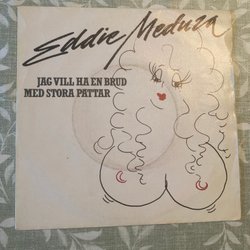 Eddie Meduza
JAG VILL HA EN BRUD
MED STORA PATTAR